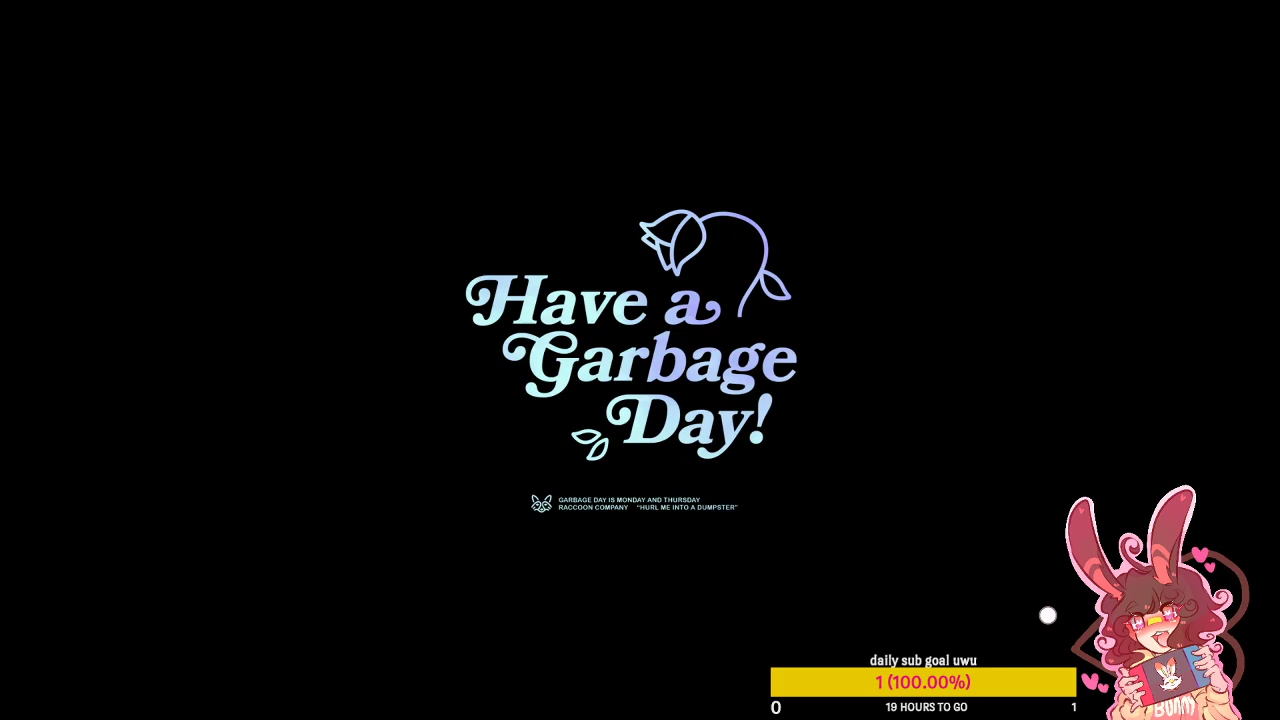 Have a
Garbage
Day!
GARBAGE DAY IS MONDAY AND THURSDAY
RACCOON COMPANY "HURL ME INTO A DUMPSTER"
daily sub goal uwu
1 (100.00%)
0 19 HOURS TO GO 1
BUNNY